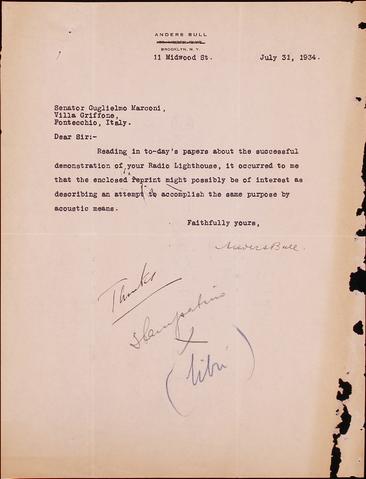 ANDERS BULL
BROOKLYN, N. Y.
11 Midwood St.
July 31, 1934.
Senator Guglielmo Marconi,
Villa Griffone,
Pontecchio, Italy.
Dear Sir:-
Reading in to-day's papers about the successful
demonstration of your Radio Lighthouse, it occurred to me
that the enclosed reprint might possibly be of interest as
describing an attempt to accomplish the same purpose by
acoustic means.
Faithfully yours,
Anders Bull.
Thanks
(libri)